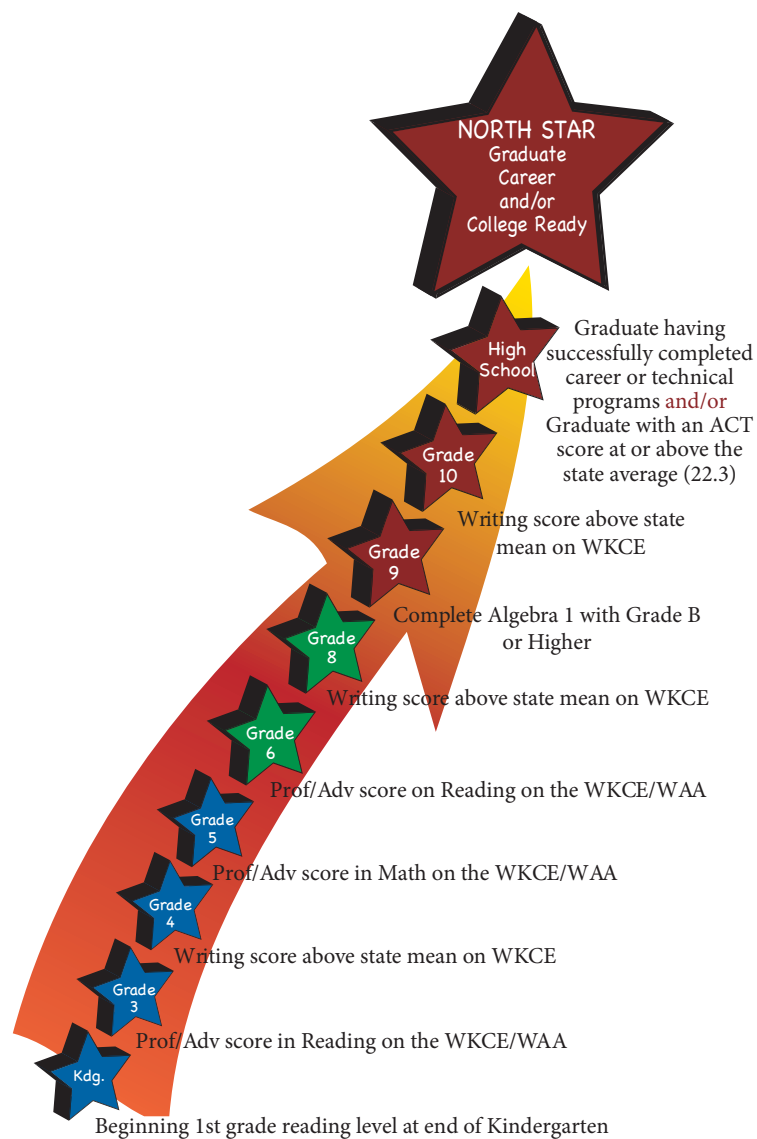 NORTH STAR
Graduate
Career
and/or
College Ready
High
School
Graduate having
successfully completed
career or technical
programs and/or
Graduate with an ACT
score at or above the
state average (22.3)
Grade
10
Writing score above state
mean on WKCE
Grade
9
Complete Algebra 1 with Grade B
or Higher
Grade
8
Writing score above state mean on WKCE
Grade
6
Prof/Adv score on Reading on the WKCE/WAA
Grade
5
Prof/Adv score in Math on the WKCE/WAA
Grade
4
Writing score above state mean on WKCE
Grade
3
Prof/Adv score in Reading on the WKCE/WAA
Kdg.
Beginning 1st grade reading level at end of Kindergarten